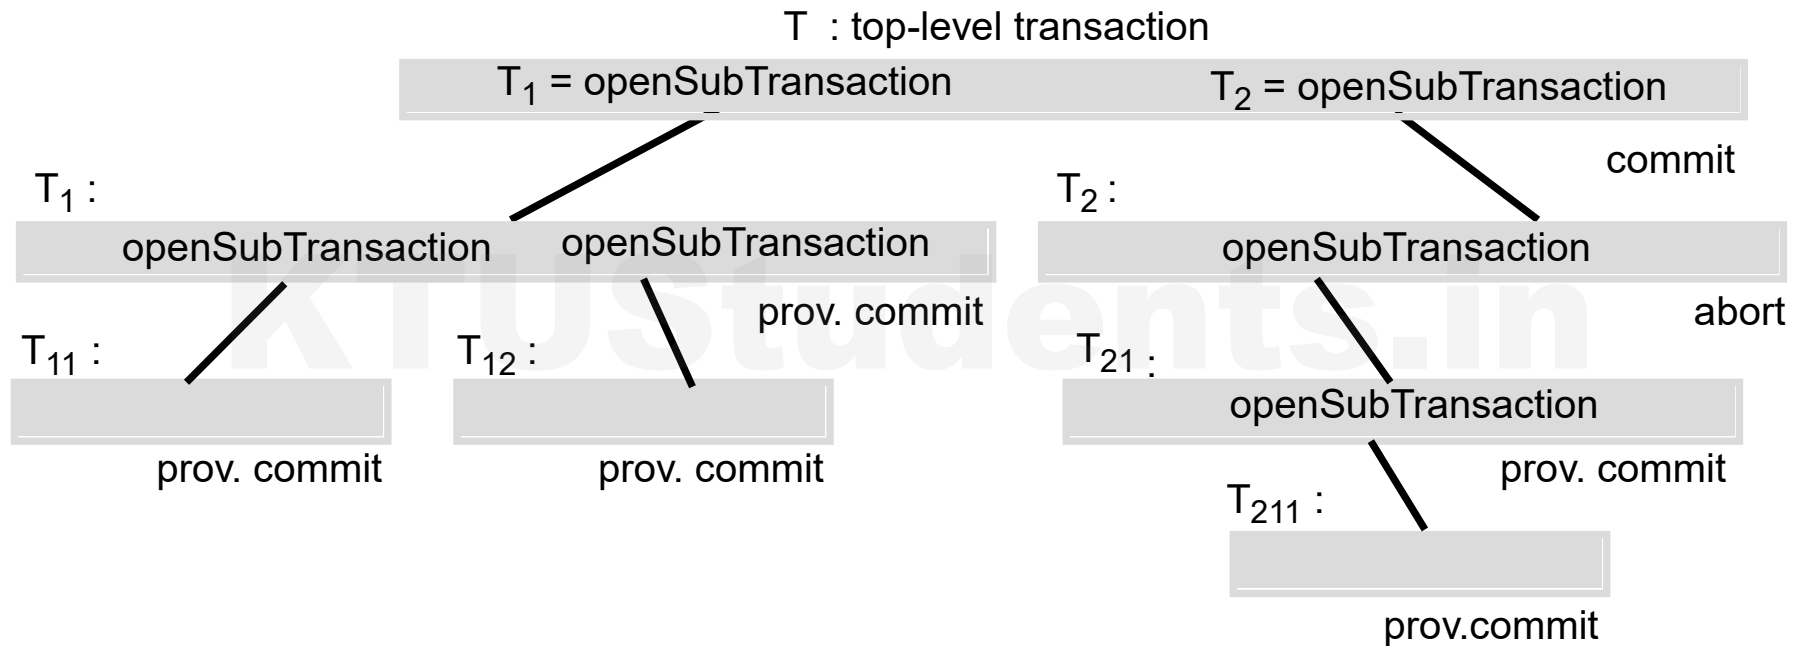 T : top-level transaction
T1 = openSubTransaction T2 = openSubTransaction
commit
T1 : T2 :
openSubTransaction openSubTransaction openSubTransaction
prov. commit abort
T11 : T12 : T21 :
openSubTransaction
prov. commit prov. commit prov. commit
T211 :
prov.commit
KTUStudents.in